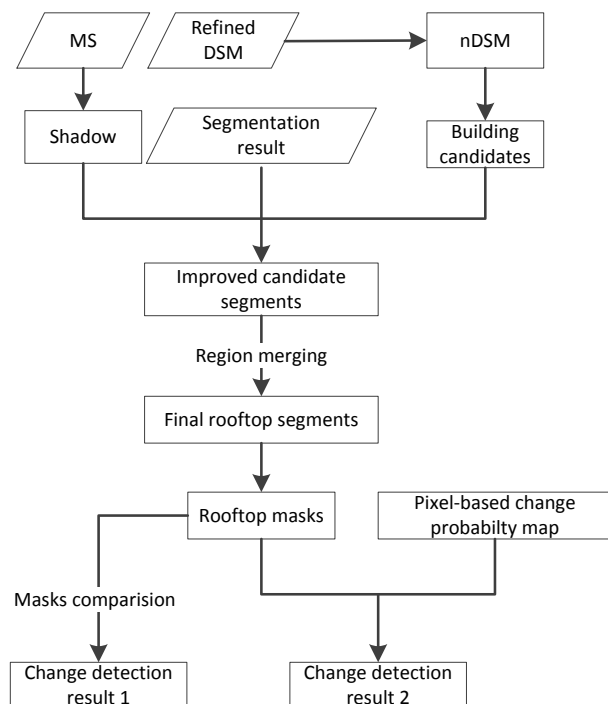 MS
Refined
DSM
nDSM
Shadow
Segmentation
result
Building
candidates
Improved candidate
segments
Region merging
Final rooftop segments
Rooftop masks
Pixel-based change
probabilty map
Masks comparision
Change detection
result 1
Change detection
result 2